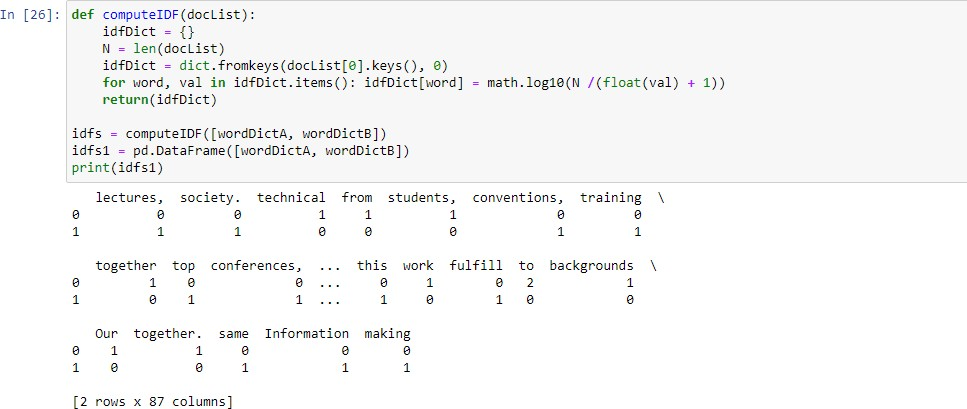 In [26]: def computeIDF(docList):
    idfDict = {}
    N = len(docList)
    idfDict = dict.fromkeys(docList[0].keys(), 0)
    for word, val in idfDict.items(): idfDict[word] = math.log10(N /(float(val) + 1))
    return(idfDict)

idfs = computeIDF([wordDictA, wordDictB])
idfs1 = pd.DataFrame([wordDictA, wordDictB])
print(idfs1)
   lectures,  society.  technical  from  students,  conventions,  training  \
0          0         0          1     1          1             0         0
1          1         1          0     0          0             1         1

   together  top  conferences,  ...  this  work  fulfill  to  backgrounds  \
0         1    0             0  ...     0     1        0   2            1
1         0    1             1  ...     1     0        1   0            0

   Our  together.  same  Information  making
0    1          1     0            0       0
1    0          0     1            1       1

[2 rows x 87 columns]